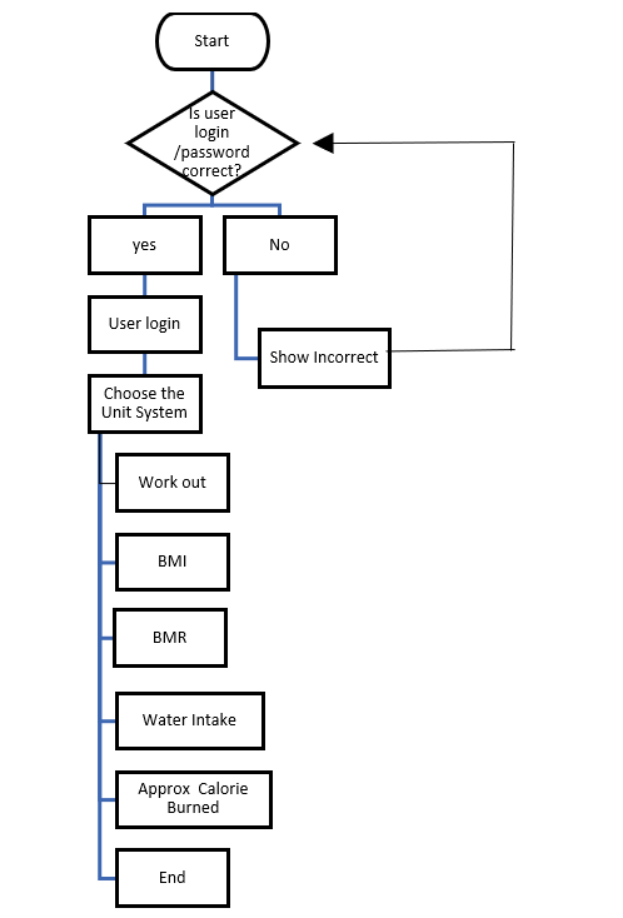 Start
Is user
login
/password
correct?
yes
No
User login
Show Incorrect
Choose the
Unit System
Work out
BMI
BMR
Water Intake
Approx Calorie
Burned
End